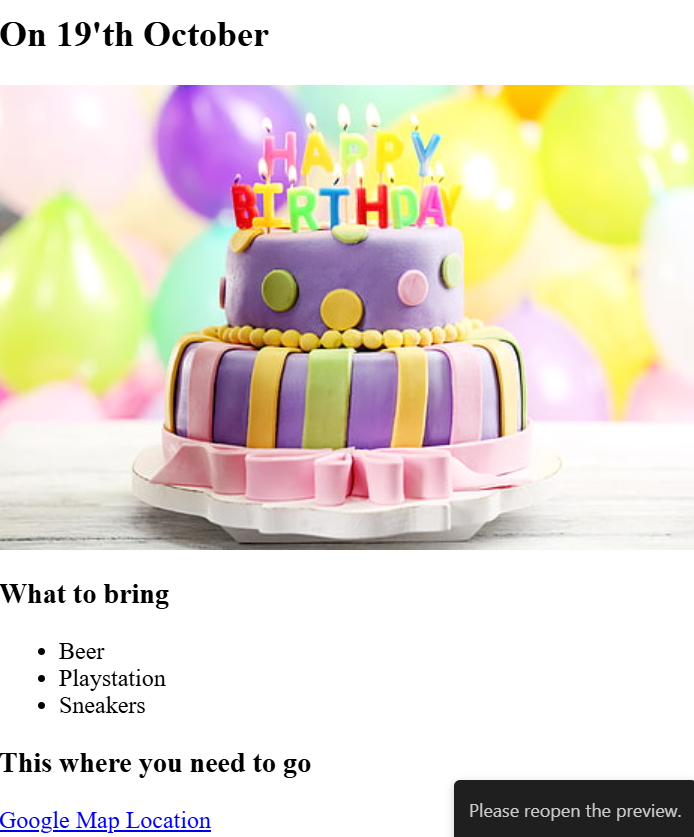 On 19'th October
HAPPY
BIRTHDAY
What to bring
Beer
Playstation
Sneakers
This where you need to go
Google Map Location
Please reopen the preview.